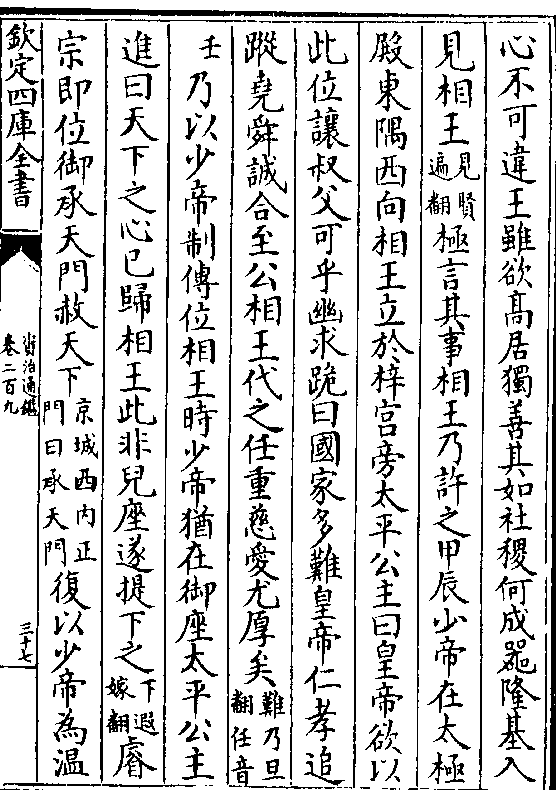 心不可違王雖欲髙居獨善其如社稷何成噐隆基入
見相王見賢遍翻極言其事相王乃許之甲辰少帝在太極
殿東隅西向相王立於梓宫旁太平公主曰皇帝欲以
此位讓叔父可乎幽求跪曰國家多難皇帝仁孝追
蹤堯舜誠合至公相王代之任重慈愛尤厚矣難乃旦翻任音
壬乃以少帝制傳位相王時少帝猶在御座太平公主
進曰天下之心已歸相王此非兒座遂提下之下遐嫁翻睿
宗即位御承天門赦天下京城西内正門曰承天門復以少帝為温
欽定四庫全書
資治通鑑
卷二百九
三十七